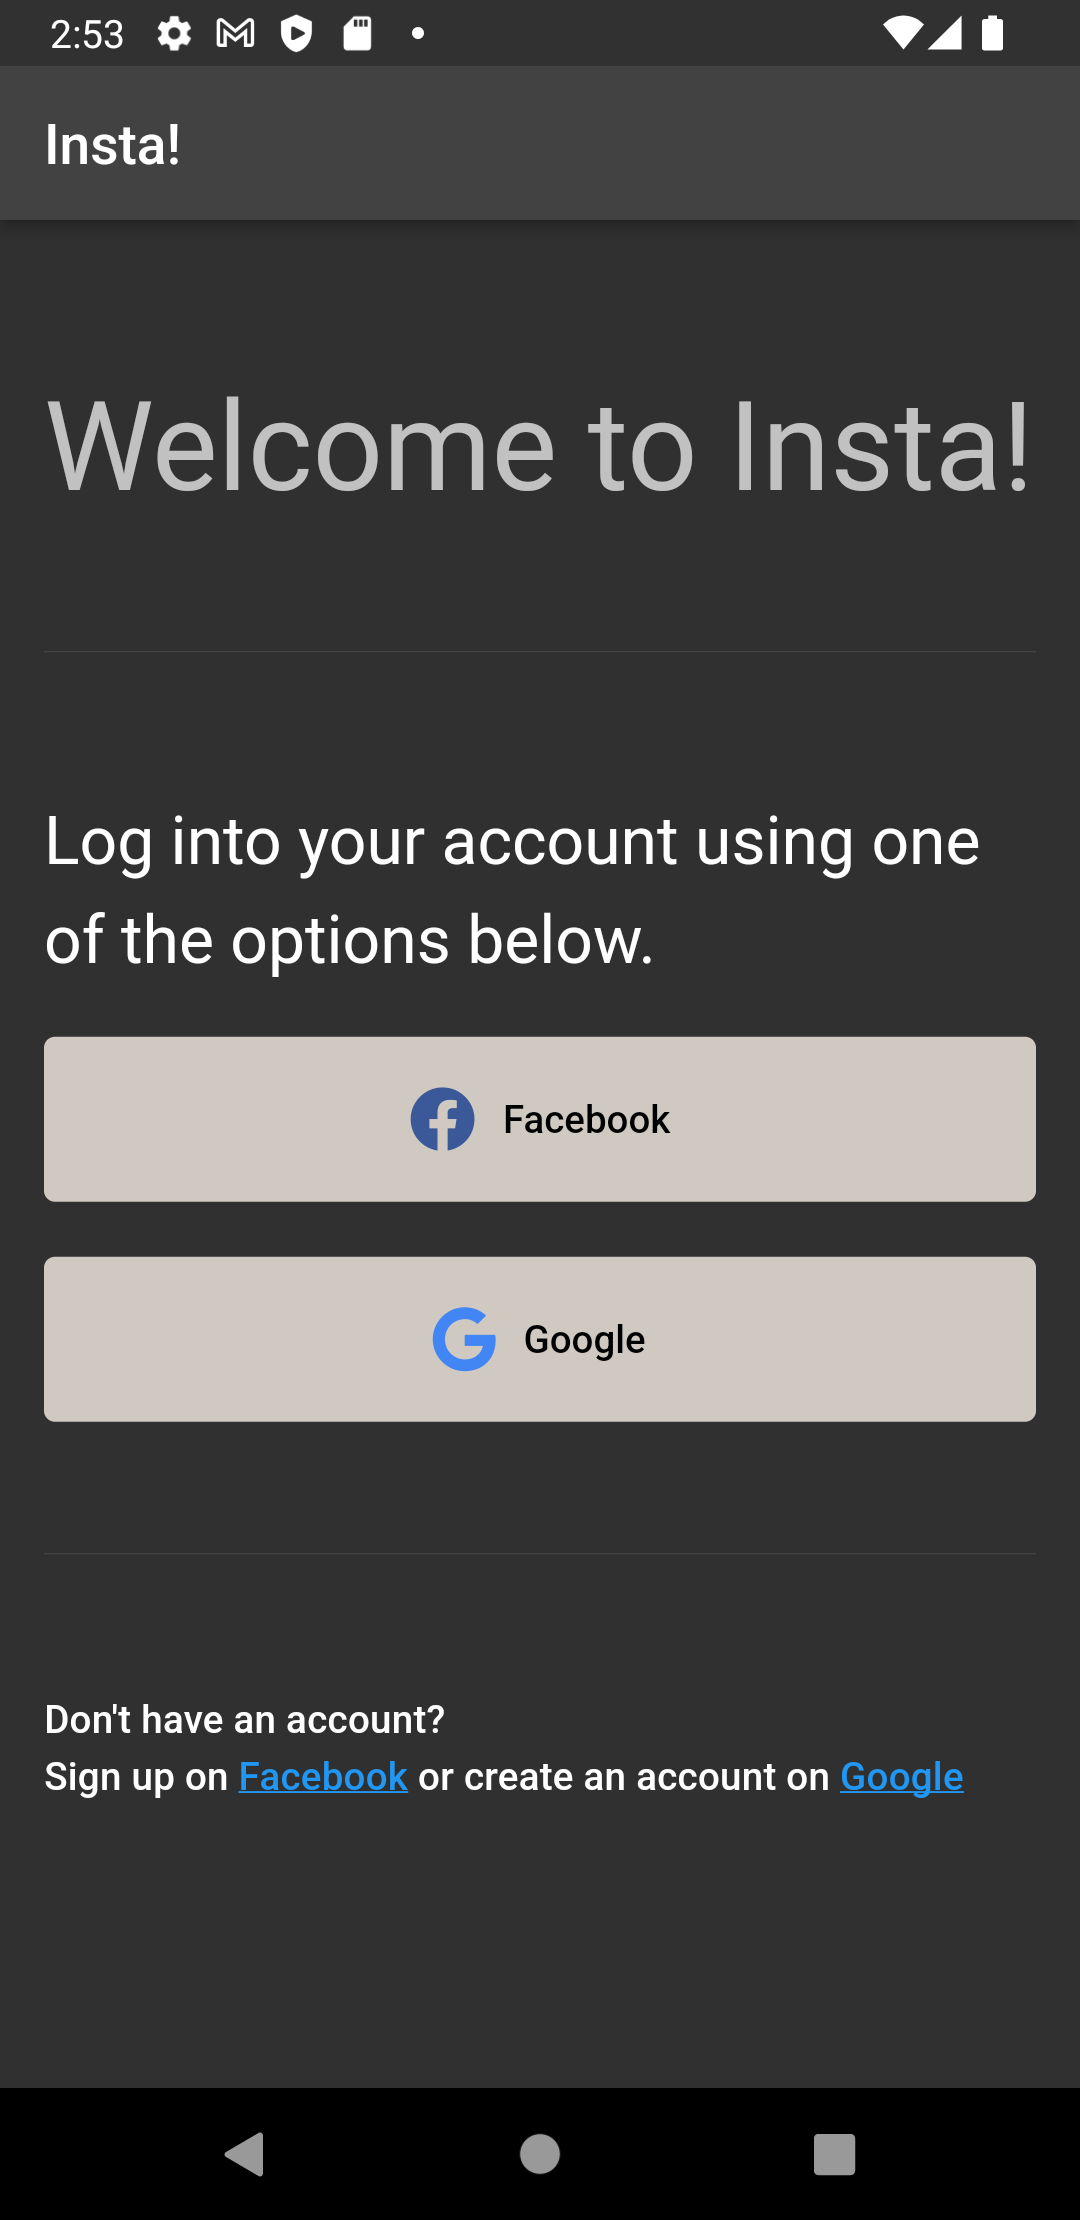 2:53
Insta!
Welcome to Insta!
Log into your account using one
of the options below.
Facebook
Google
Don't have an account?
Sign up on Facebook or create an account on Google